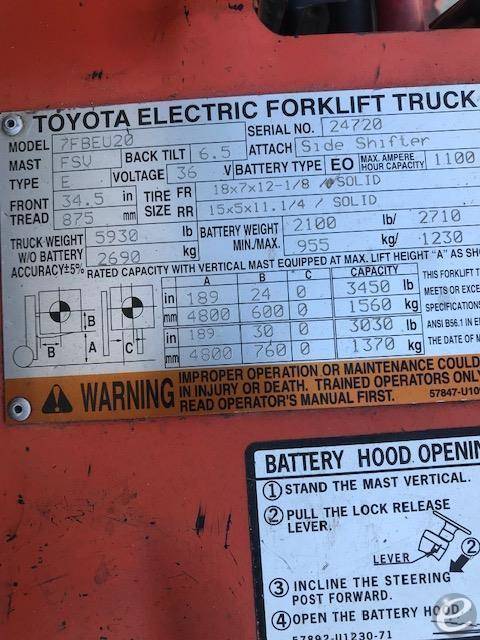 TOYOTA ELECTRIC FORKLIFT TRUCK
MODEL 7FBEU20 SERIAL NO. 24720
MAST FSV BACK TILT 6.5 ATTACH Side Shifter
TYPE E VOLTAGE 36 V BATTERY TYPE EO MAX. AMPERE HOUR CAPACITY 1100
FRONT TREAD 34.5 in TIRE SIZE FR 18x7x12-1/8 / SOLID
875 mm RR 15x5x11.1/4 / SOLID
TRUCK WEIGHT W/O BATTERY ACCURACY±5% 5930 lb BATTERY WEIGHT MIN./MAX. 2100 lb/ 2710
2690 kg 955 kg/ 1230
RATED CAPACITY WITH VERTICAL MAST EQUIPPED AT MAX. LIFT HEIGHT "A" AS
A B C CAPACITY
in 189 24 0 3450 lb
mm 4800 600 0 1560 kg
in 189 30 0 3030 lb
mm 4800 760 0 1370 kg
B
B A C
THIS FORKLIFT
MEETS OR
SPECIFICATIONS
ANSI B56.1 IN
THE DATE OF
WARNING
IMPROPER OPERATION OR MAINTENANCE COULD
IN INJURY OR DEATH. TRAINED OPERATORS ONLY
READ OPERATOR'S MANUAL FIRST. 57847-U10
BATTERY HOOD OPENIN
① STAND THE MAST VERTICAL.
② PULL THE LOCK RELEASE
LEVER.
LEVER ②
③ INCLINE THE STEERING
POST FORWARD.
④ OPEN THE BATTERY HOOD
57892-U1230-71